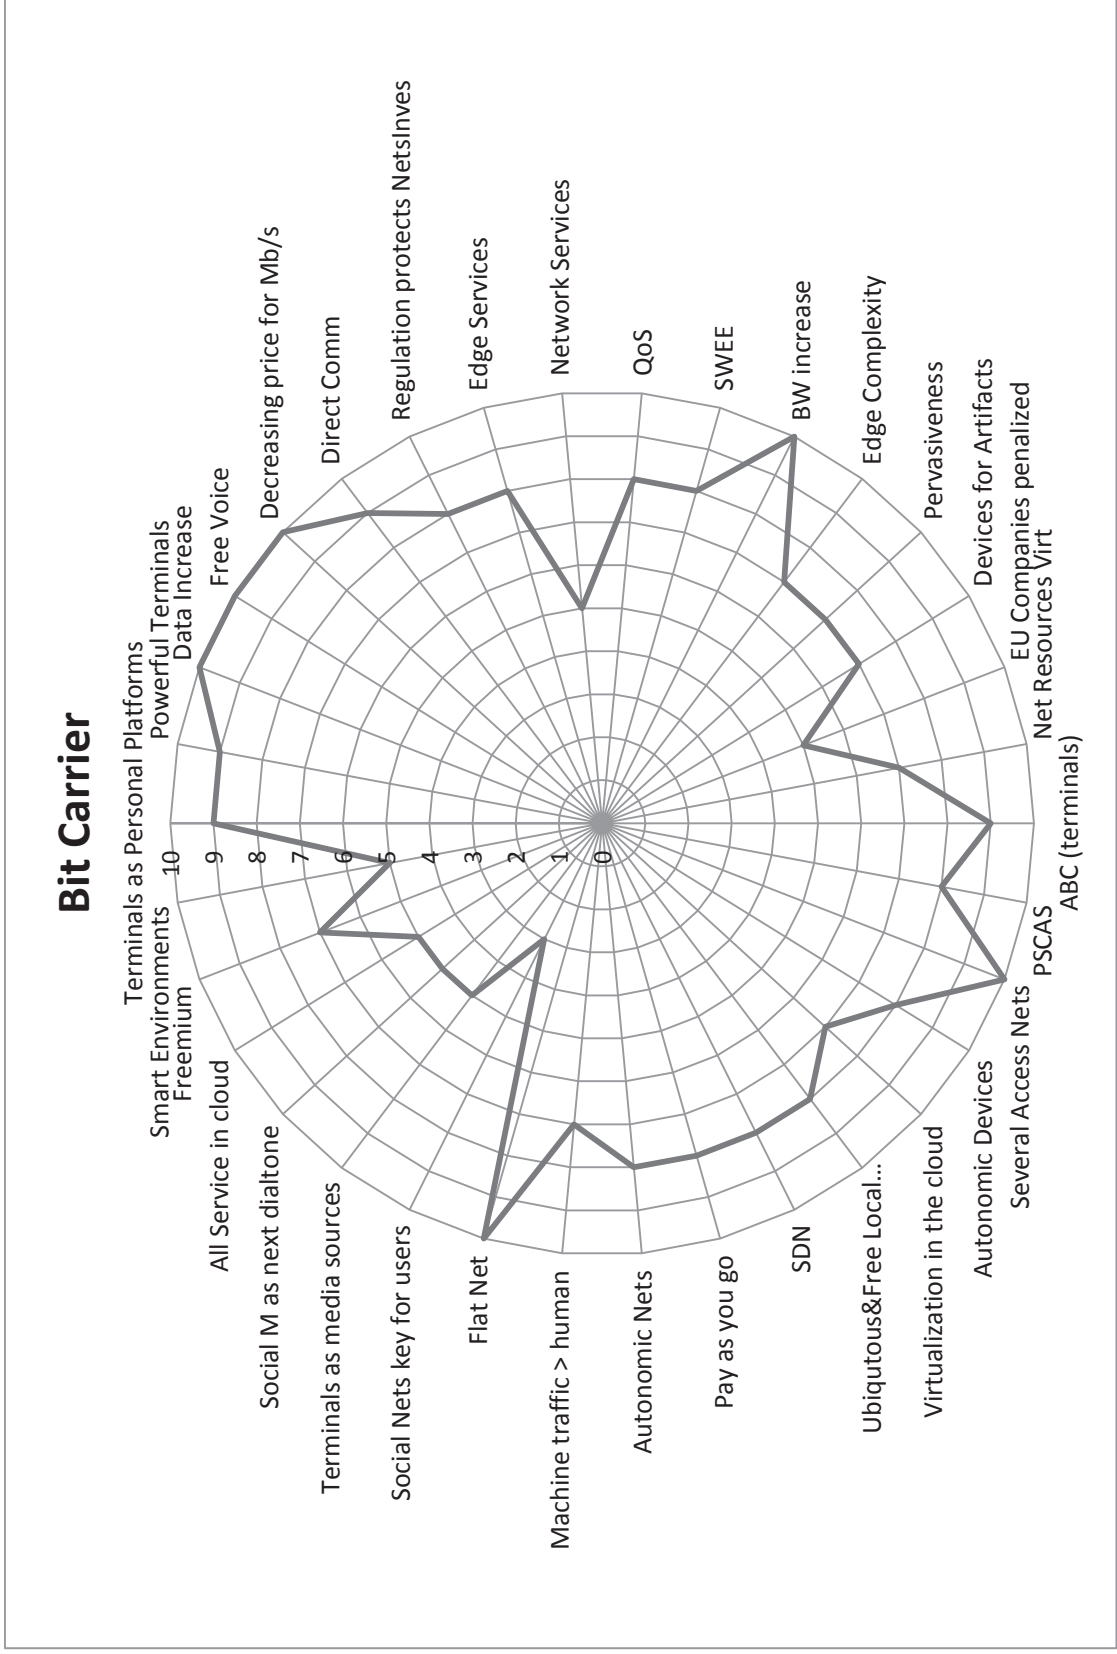 Bit Carrier
Terminals as Personal Platforms
Powerful Terminals
Data Increase
Free Voice
Decreasing price for Mb/s
Direct Comm
Regulation protects NetsInves
Edge Services
Network Services
QoS
SWEE
BW increase
Edge Complexity
Pervasiveness
Devices for Artifacts
EU Companies penalized
Net Resources Virt
ABC (terminals)
PSCAS
Several Access Nets
Autonomic Devices
Virtualization in the cloud
Ubiqutous&Free Local...
SDN
Pay as you go
Autonomic Nets
Machine traffic > human
Flat Net
Social Nets key for users
Terminals as media sources
Social M as next dialtone
All Service in cloud
Freemium
Smart Environments
10
9
8
7
6
5
4
3
2
1
0